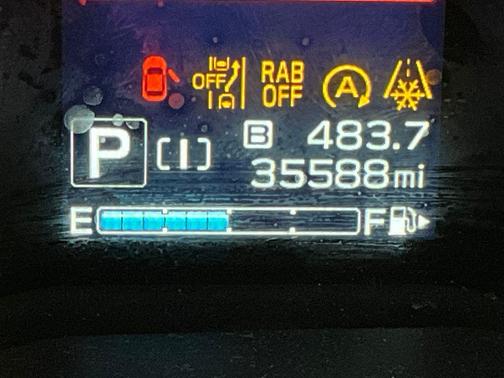 OFF RAB OFF A
P [I] B 483.7
35588mi
E F